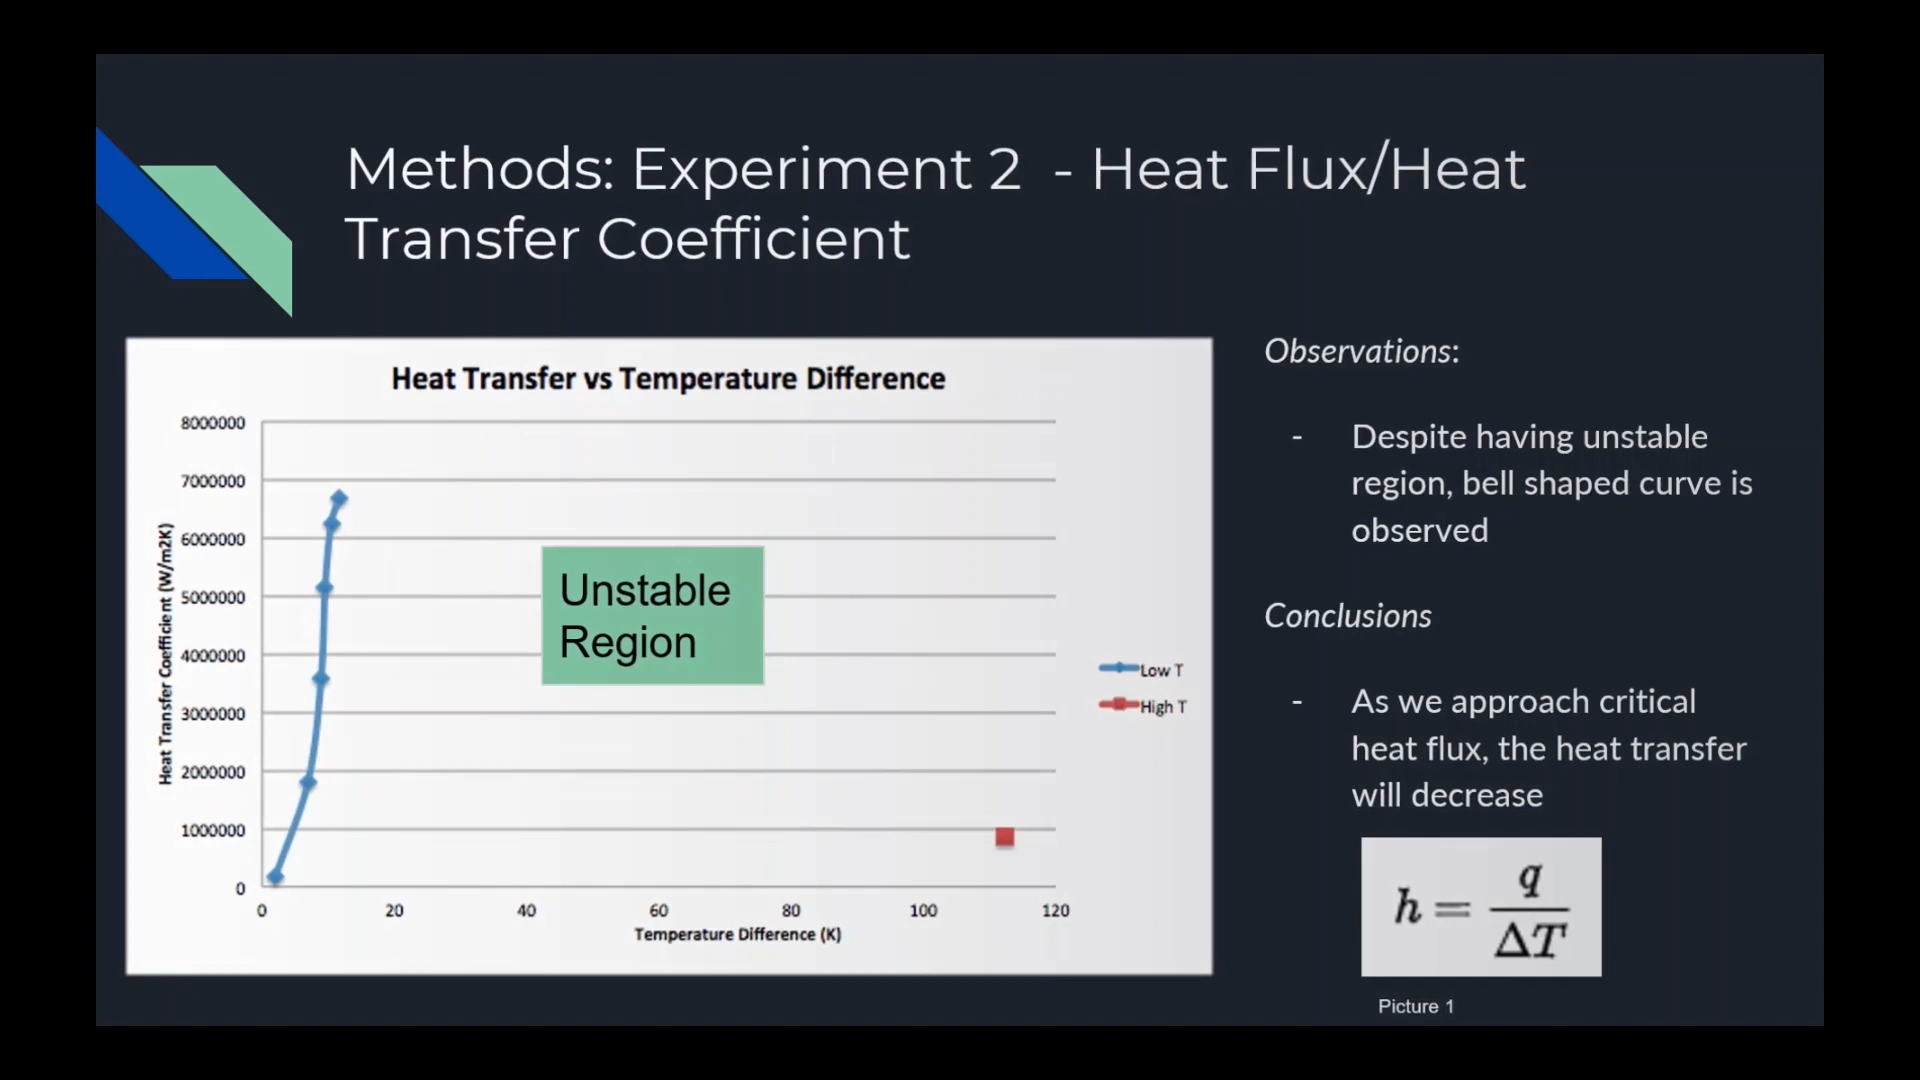 Methods: Experiment 2 - Heat Flux/Heat
Transfer Coefficient
Heat Transfer vs Temperature Difference
Heat Transfer Coefficient (W/m2K)
8000000
7000000
6000000
5000000
4000000
3000000
2000000
1000000
0
0 20 40 60 80 100 120
Temperature Difference (K)
Unstable
Region
Low T
High T
Observations:
- Despite having unstable
region, bell shaped curve is
observed
Conclusions
- As we approach critical
heat flux, the heat transfer
will decrease
h = q / ΔT
Picture 1